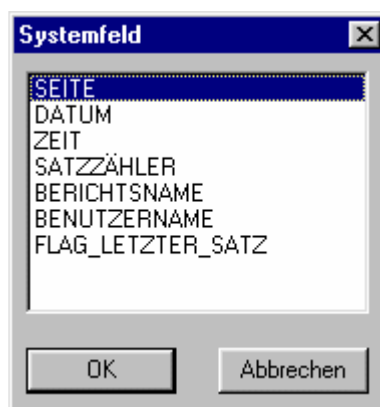 Systemfeld
SEITE
DATUM
ZEIT
SATZZÄHLER
BERICHTSNAME
BENUTZERNAME
FLAG_LETZTER_SATZ
OK
Abbrechen